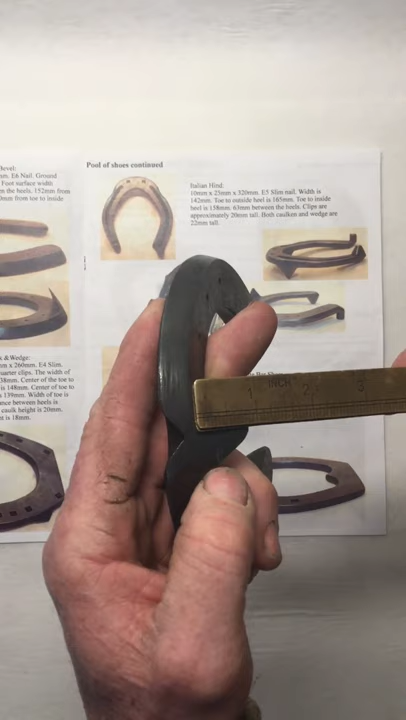 Pool of shoes continued
Bevel:
mm. E6 Nail. Ground
Foot surface width
the heels. 152mm from
from toe to inside
Italian Hind:
10mm x 25mm x 320mm. E5 Slim nail. Width is
142mm. Toe to outside heel is 165mm. Toe to inside
heel is 158mm. 63mm between the heels. Clips are
approximately 20mm tall. Both caulken and wedge are
22mm tall.
& Wedge:
x 260mm. E4 Slim.
quarter clips. The width of
38mm. Center of the toe to
is 148mm. Center of toe to
139mm. Width of toe is
between heels is
caulk height is 20mm.
is 18mm.
1 INCH 2 3